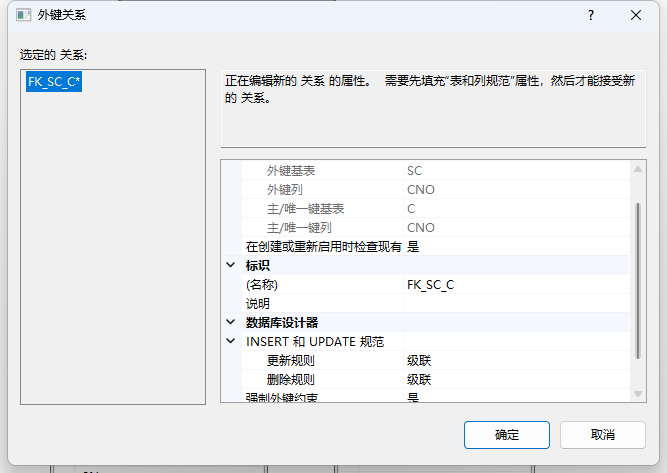 外键关系
选定的 关系:
FK_SC_C*
正在编辑新的 关系 的属性。 需要先填充“表和列规范”属性，然后才能接受新
的 关系。
外键基表 SC
外键列 CNO
主/唯一键基表 C
主/唯一键列 CNO
在创建或重新启用时检查现有 是
标识
(名称) FK_SC_C
说明
数据库设计器
INSERT 和 UPDATE 规范
更新规则 级联
删除规则 级联
强制外键约束 是
确定 取消